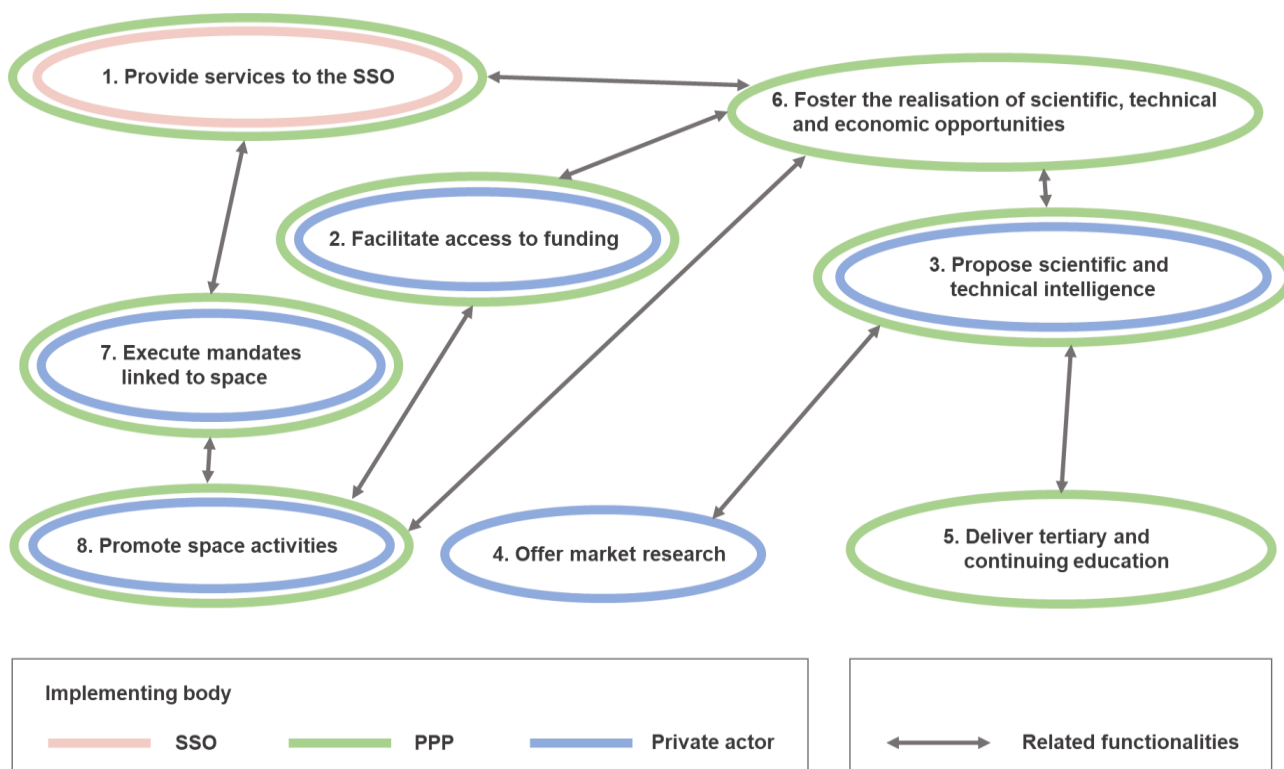 1. Provide services to the SSO
6. Foster the realisation of scientific, technical
and economic opportunities
2. Facilitate access to funding
3. Propose scientific and
technical intelligence
7. Execute mandates
linked to space
8. Promote space activities
4. Offer market research
5. Deliver tertiary and
continuing education
Implementing body
SSO
PPP
Private actor
Related functionalities